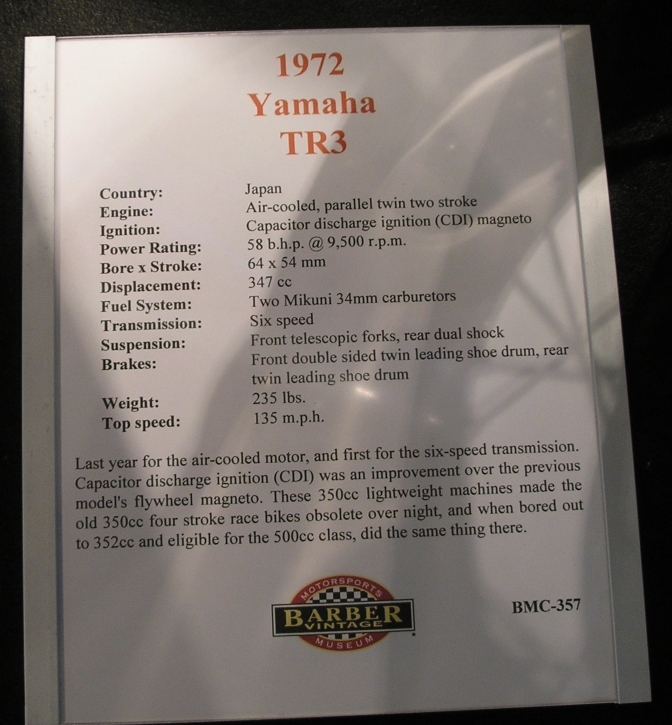 1972
Yamaha
TR3
Country: Japan
Engine: Air-cooled, parallel twin two stroke
Ignition: Capacitor discharge ignition (CDI) magneto
Power Rating: 58 b.h.p. @ 9,500 r.p.m.
Bore x Stroke: 64 x 54 mm
Displacement: 347 cc
Fuel System: Two Mikuni 34mm carburetors
Transmission: Six speed
Suspension: Front telescopic forks, rear dual shock
Brakes: Front double sided twin leading shoe drum, rear
twin leading shoe drum
Weight: 235 lbs.
Top speed: 135 m.p.h.
Last year for the air-cooled motor, and first for the six-speed transmission.
Capacitor discharge ignition (CDI) was an improvement over the previous
model's flywheel magneto. These 350cc lightweight machines made the
old 350cc four stroke race bikes obsolete over night, and when bored out
to 352cc and eligible for the 500cc class, did the same thing there.
MOTORSPORTS
BARBER
VINTAGE
MUSEUM
BMC-357